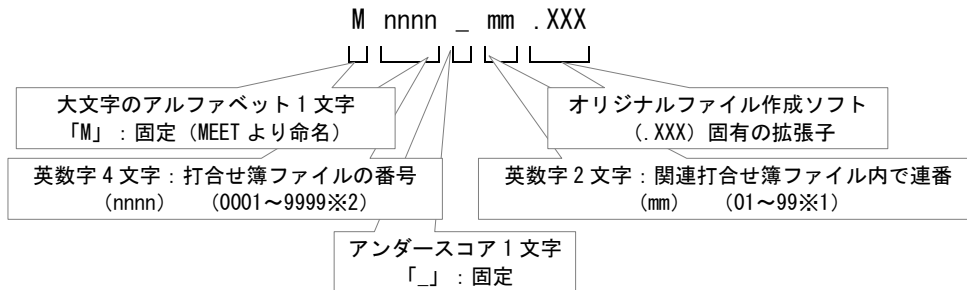 M nnnn _ mm .XXX
大文字のアルファベット1文字
「M」：固定（MEETより命名）
オリジナルファイル作成ソフト
（.XXX）固有の拡張子
英数字4文字：打合せ簿ファイルの番号
（nnnn）　（0001～9999※2）
英数字2文字：関連打合せ簿ファイル内で連番
（mm）　（01～99※1）
アンダースコア1文字
「_」：固定